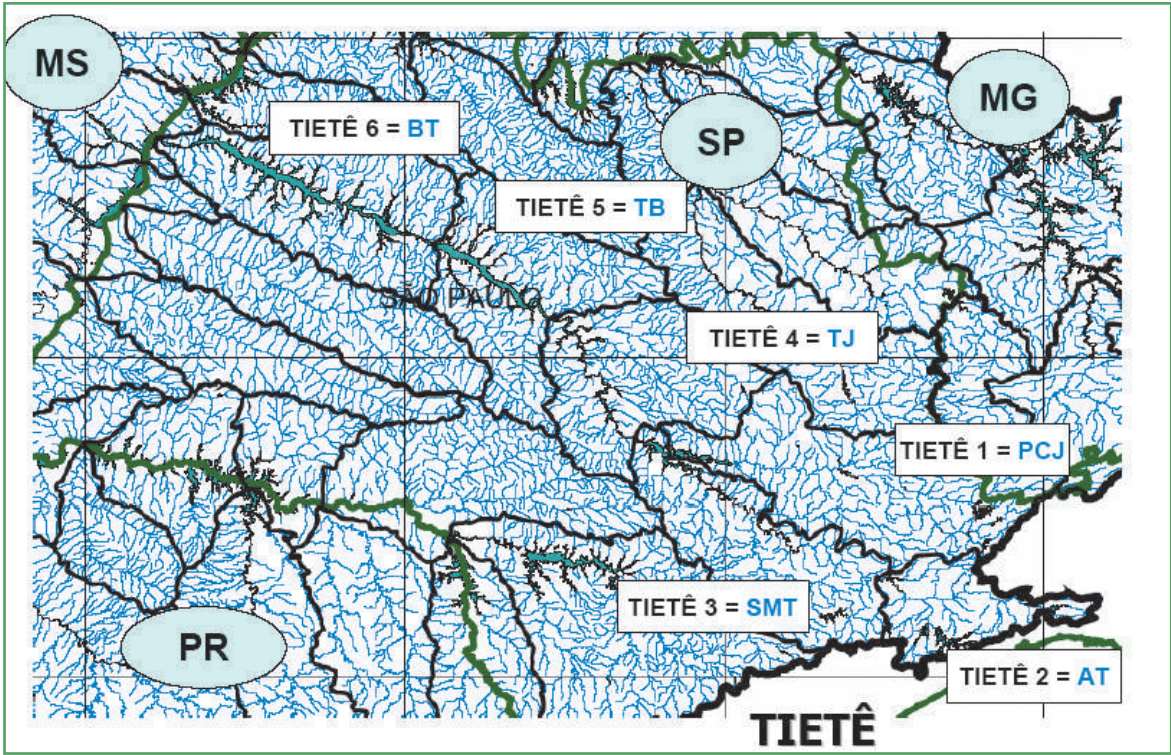 MS
MG
TIETÊ 6 = BT
SP
TIETÊ 5 = TB
SÃO PAULO
TIETÊ 4 = TJ
TIETÊ 1 = PCJ
TIETÊ 3 = SMT
PR
TIETÊ 2 = AT
TIETÊ